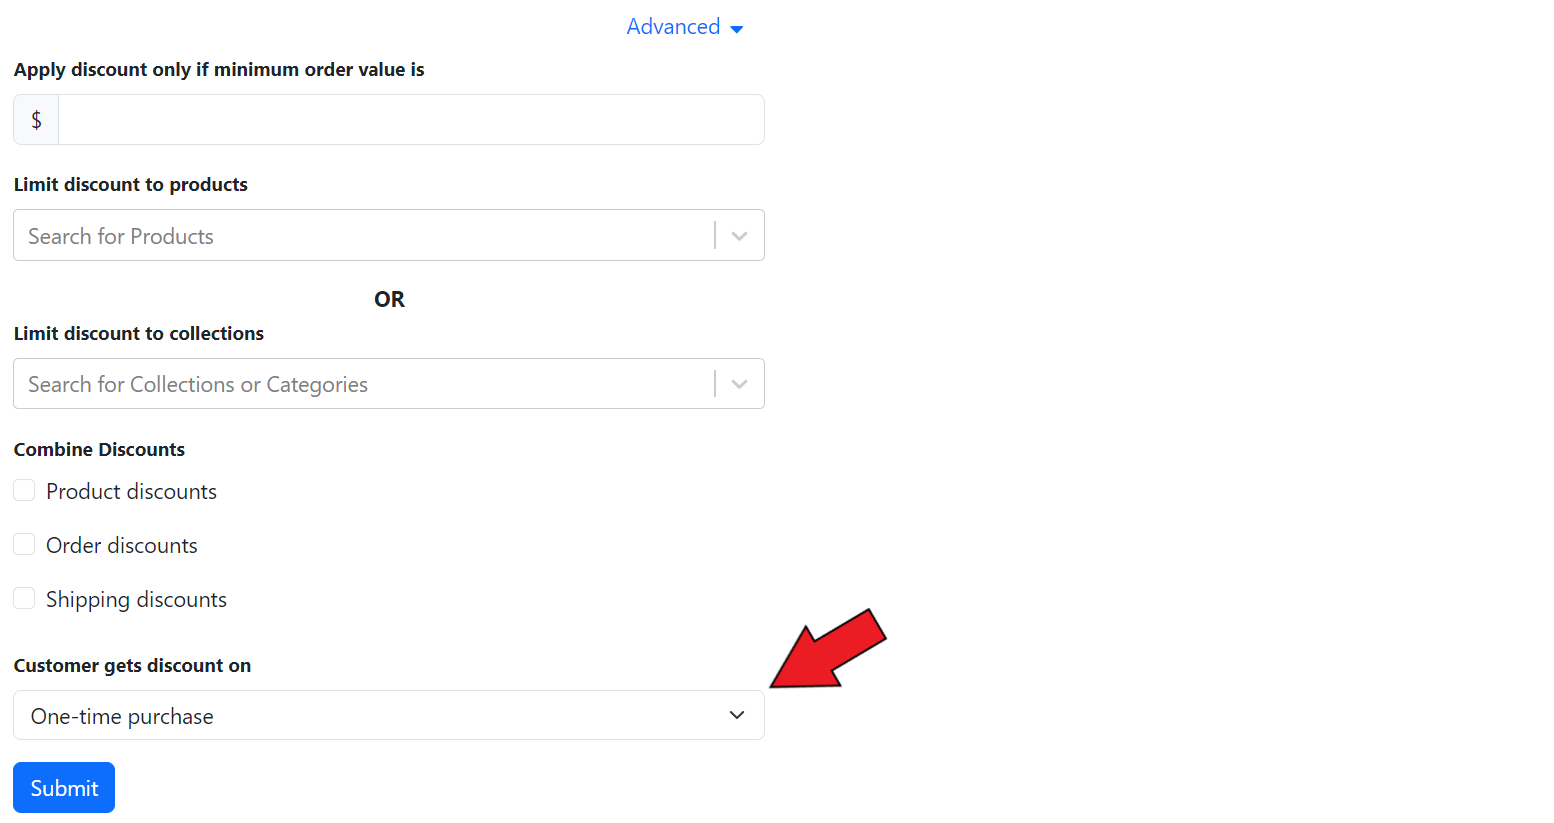 Advanced
Apply discount only if minimum order value is
$
Limit discount to products
Search for Products
OR
Limit discount to collections
Search for Collections or Categories
Combine Discounts
Product discounts
Order discounts
Shipping discounts
Customer gets discount on
One-time purchase
Submit